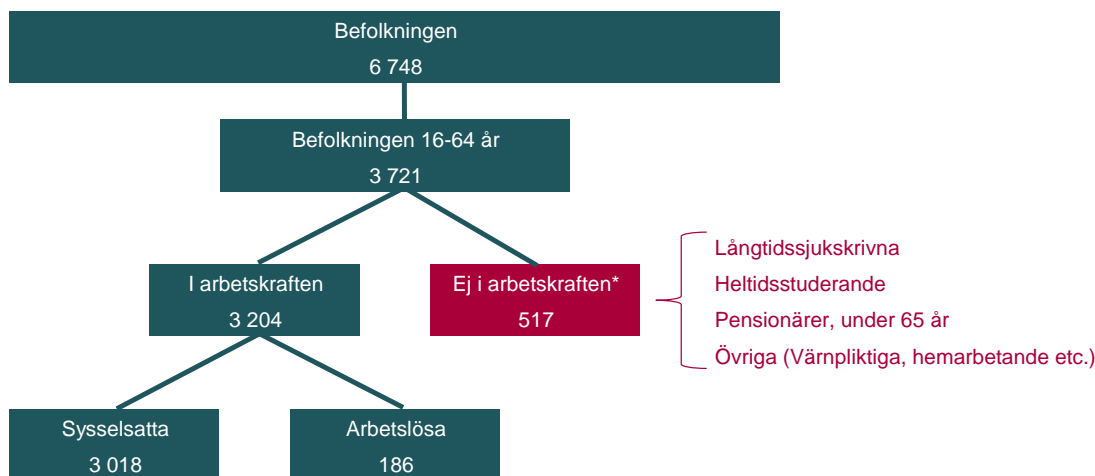 Befolkningen
6 748
Befolkningen 16-64 år
3 721
I arbetskraften
3 204
Ej i arbetskraften*
517
Långtidssjukskrivna
Heltidsstuderande
Pensionärer, under 65 år
Övriga (Värnpliktiga, hemarbetande etc.)
Sysselsatta
3 018
Arbetslösa
186